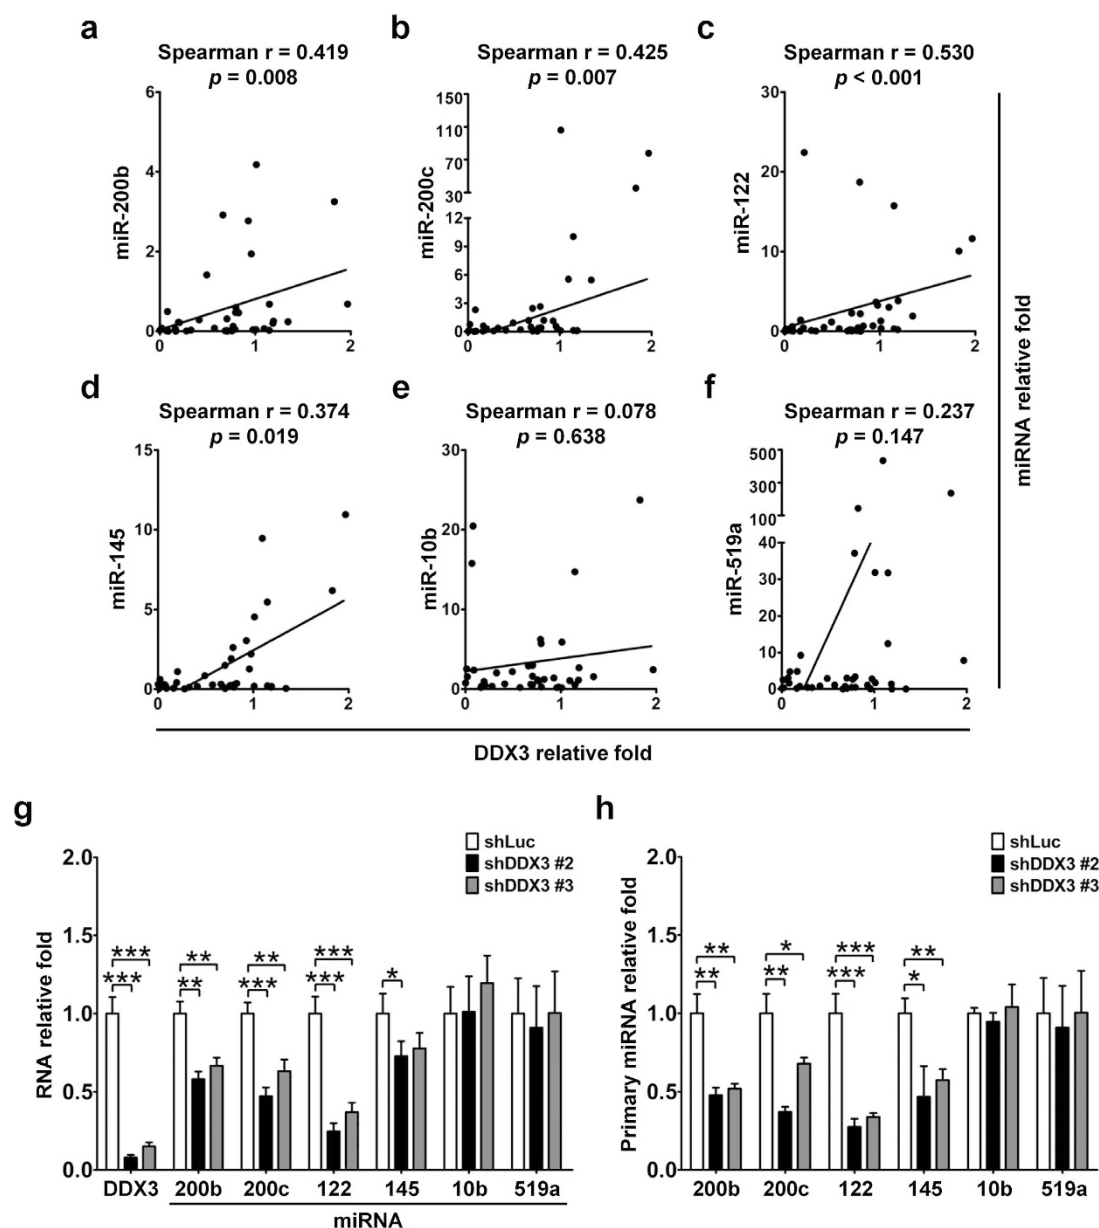 a
Spearman r = 0.419
p = 0.008
miR-200b
6
4
2
0
0 1 2
b
Spearman r = 0.425
p = 0.007
miR-200c
150
110
70
30
12
9
6
3
0
0 1 2
c
Spearman r = 0.530
p < 0.001
miR-122
30
20
10
0
0 1 2
d
Spearman r = 0.374
p = 0.019
miR-145
15
10
5
0
0 1 2
e
Spearman r = 0.078
p = 0.638
miR-10b
30
20
10
0
0 1 2
f
Spearman r = 0.237
p = 0.147
miR-519a
500
300
100
40
30
20
10
0
0 1 2
miRNA relative fold
DDX3 relative fold
g
shLuc
shDDX3 #2
shDDX3 #3
RNA relative fold
2.0
1.5
1.0
0.5
0.0
*** ** ** ***
*** ** *** *** *
DDX3 200b 200c 122 145 10b 519a
miRNA
h
shLuc
shDDX3 #2
shDDX3 #3
Primary miRNA relative fold
2.0
1.5
1.0
0.5
0.0
** * *** **
** ** *** *
200b 200c 122 145 10b 519a